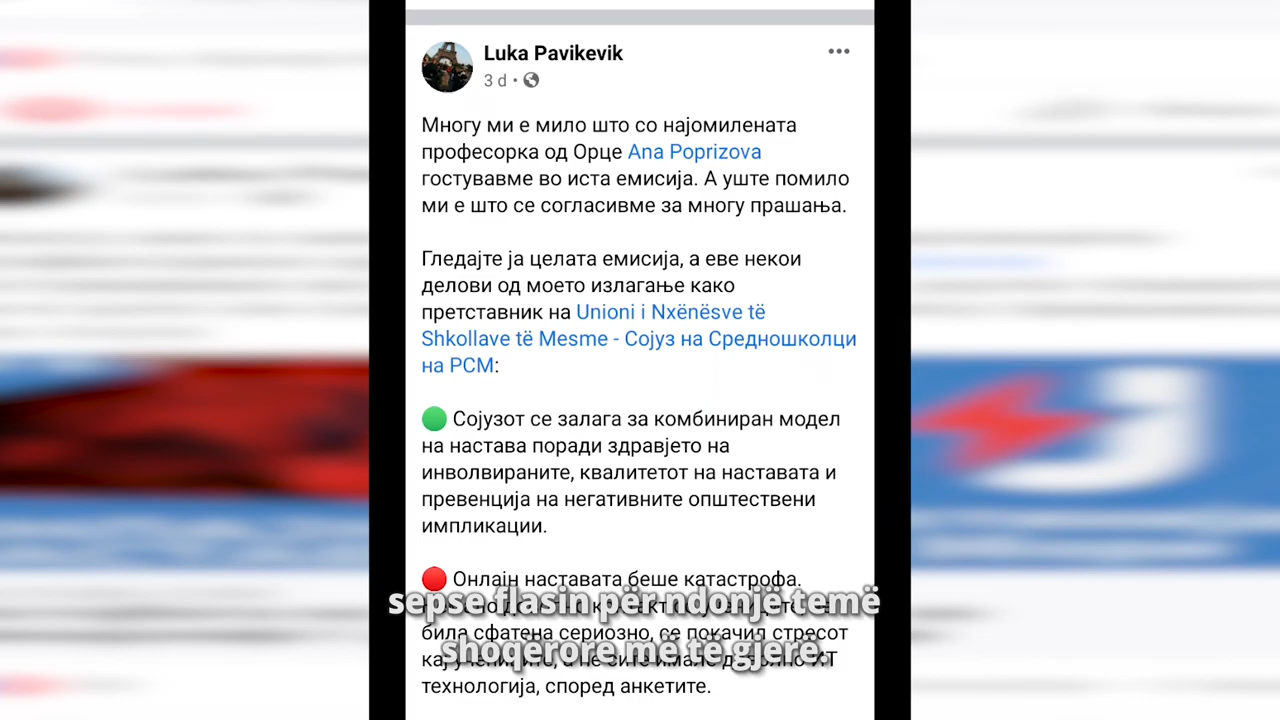 Luka Pavikevik
3 d
Многу ми е мило што со најомилената
професорка од Орце Ana Poprizova
гостувавме во иста емисија. А уште помило
ми е што се согласивме за многу прашања.
Гледајте ја целата емисија, а еве некои
делови од моето излагање како
претставник на Unioni i Nxënësve të
Shkollave të Mesme - Сојуз на Средношколци
на РСМ:
Сојузот се залага за комбиниран модел
на настава поради здравјето на
инволвираните, квалитетот на наставата и
превенција на негативните општествени
импликации.
Онлајн наставата беше катастрофа.
sepse flasin për ndonjë temë
била сфатена сериозно, се покачил стресот
shoqërore më të gjerë.
технологија, според анкетите.